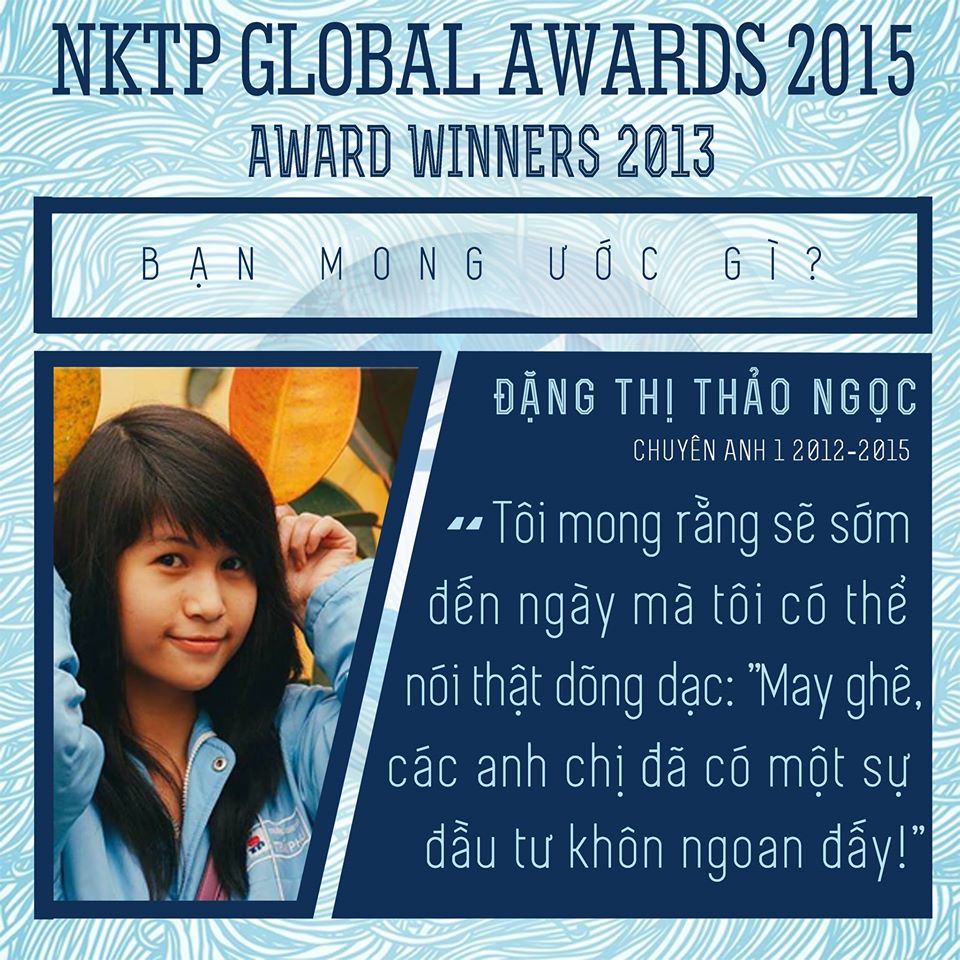 NKTP GLOBAL AWARDS 2015
AWARD WINNERS 2013
BẠN MONG ƯỚC GÌ?
ĐẶNG THỊ THẢO NGỌC
CHUYÊN ANH 1 2012-2015
“Tôi mong rằng sẽ sớm
đến ngày mà tôi có thể
nói thật dõng dạc: "May ghê,
các anh chị đã có một sự
đầu tư khôn ngoan đấy!"